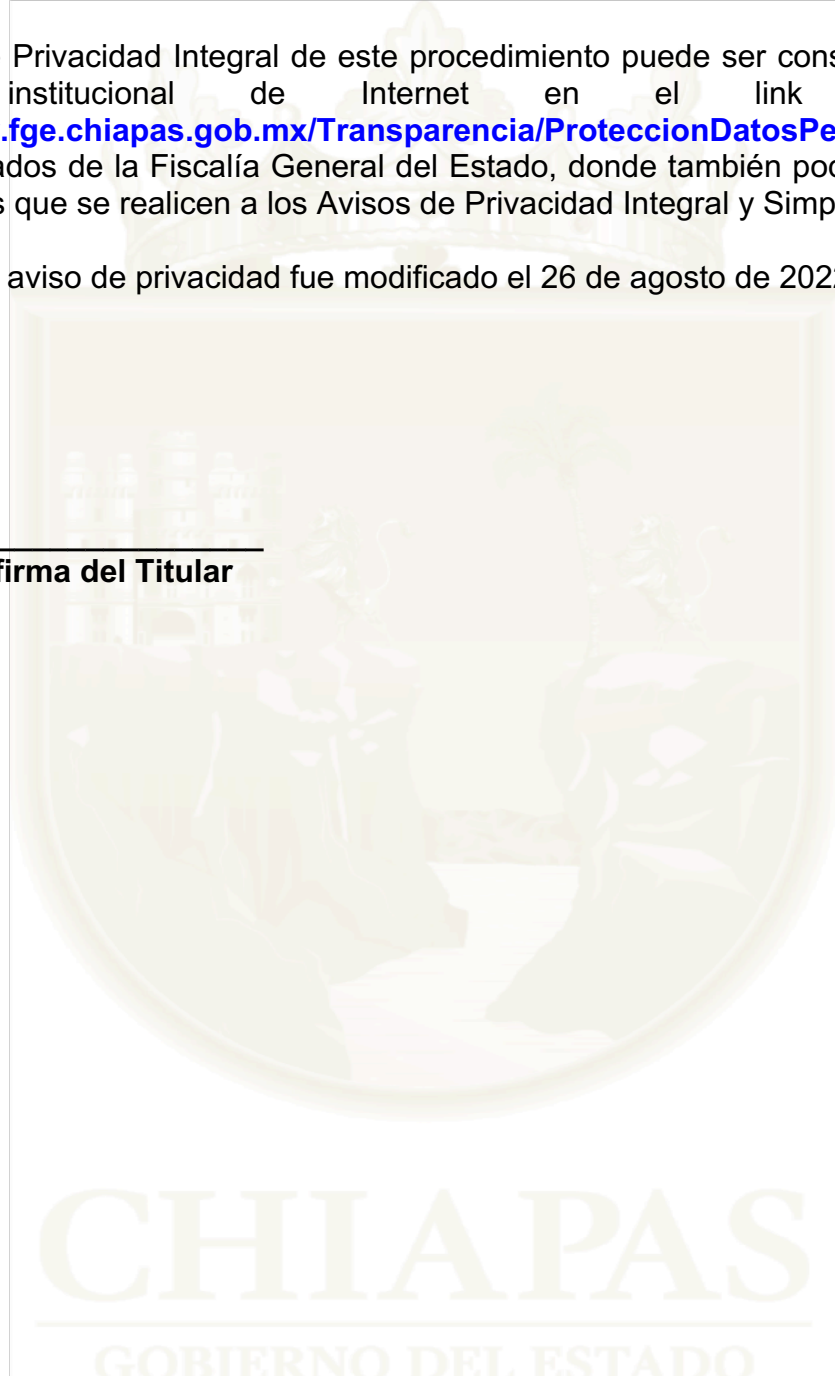 Privacidad Integral de este procedimiento puede ser cons
institucional de Internet en el link
.fge.chiapas.gob.mx/Transparencia/ProteccionDatosPe
ados de la Fiscalía General del Estado, donde también pod
s que se realicen a los Avisos de Privacidad Integral y Simp
aviso de privacidad fue modificado el 26 de agosto de 202
firma del Titular
CHIAPAS
GOBIERNO DEL ESTADO